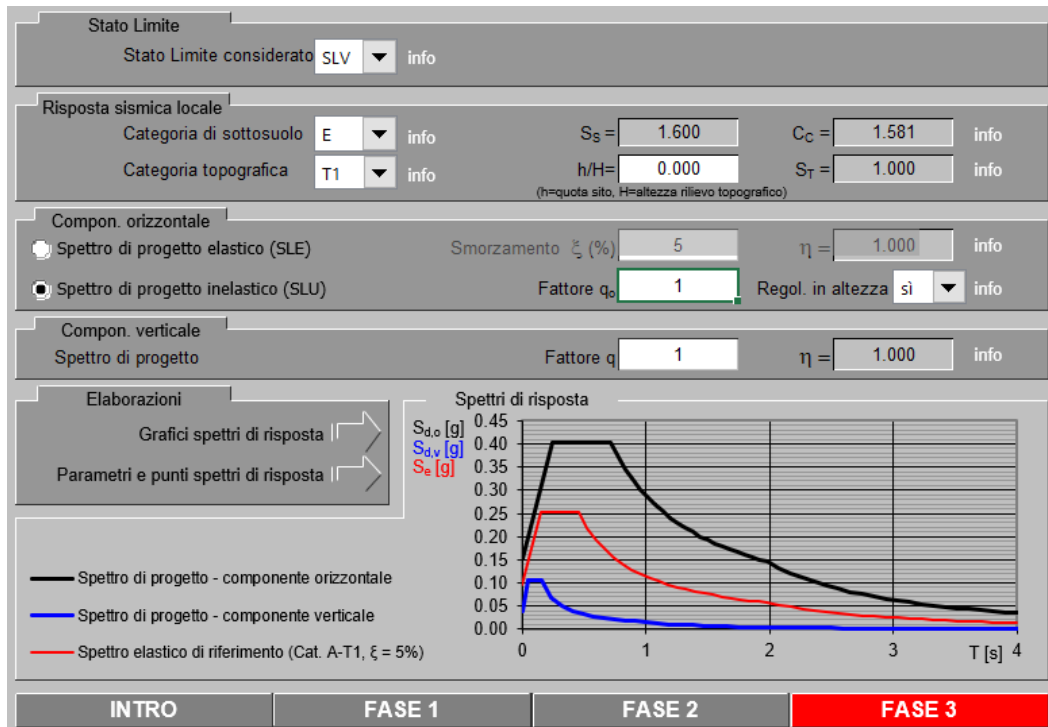 Stato Limite
Stato Limite considerato SLV info
Risposta sismica locale
Categoria di sottosuolo E info SS = 1.600 CC = 1.581 info
Categoria topografica T1 info h/H= 0.000 ST = 1.000 info
(h=quota sito, H=altezza rilievo topografico)
Compon. orizzontale
Spettro di progetto elastico (SLE) Smorzamento ξ (%) 5 η = 1.000 info
Spettro di progetto inelastico (SLU) Fattore qo 1 Regol. in altezza sì info
Compon. verticale
Spettro di progetto Fattore q 1 η = 1.000 info
Elaborazioni
Grafici spettri di risposta
Parametri e punti spettri di risposta
Spettri di risposta
Sd,o [g]
Sd,v [g]
Se [g]
0.45
0.40
0.35
0.30
0.25
0.20
0.15
0.10
0.05
0.00
0 1 2 3 T [s] 4
Spettro di progetto - componente orizzontale
Spettro di progetto - componente verticale
Spettro elastico di riferimento (Cat. A-T1, ξ = 5%)
INTRO FASE 1 FASE 2 FASE 3